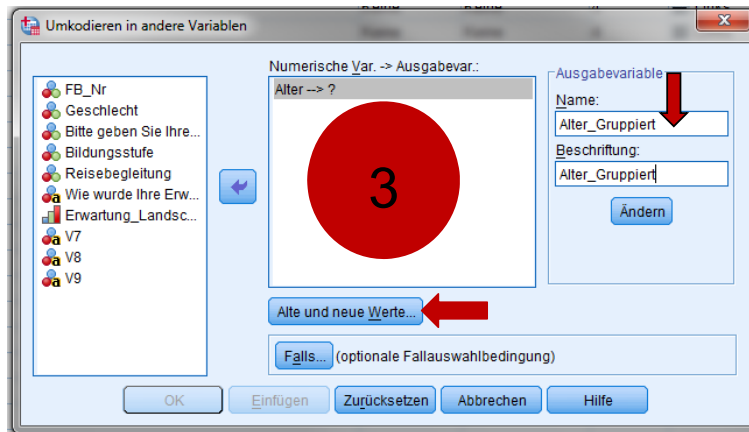 Umkodieren in andere Variablen
FB_Nr
Geschlecht
Bitte geben Sie Ihre...
Bildungsstufe
Reisebegleitung
Wie wurde Ihre Erw...
Erwartung_Landsc...
V7
V8
V9
Numerische Var. -> Ausgabevar.:
Alter --> ?
3
Alte und neue Werte...
Falls... (optionale Fallauswahlbedingung)
Ausgabevariable
Name:
Alter_Gruppiert
Beschriftung:
Alter_Gruppiert
Ändern
OK Einfügen Zurücksetzen Abbrechen Hilfe